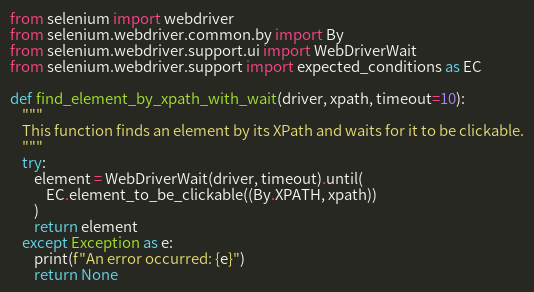 from selenium import webdriver
from selenium.webdriver.common.by import By
from selenium.webdriver.support.ui import WebDriverWait
from selenium.webdriver.support import expected_conditions as EC

def find_element_by_xpath_with_wait(driver, xpath, timeout=10):
    """
    This function finds an element by its XPath and waits for it to be clickable.
    """
    try:
        element = WebDriverWait(driver, timeout).until(
            EC.element_to_be_clickable((By.XPATH, xpath))
        )
        return element
    except Exception as e:
        print(f"An error occurred: {e}")
        return None